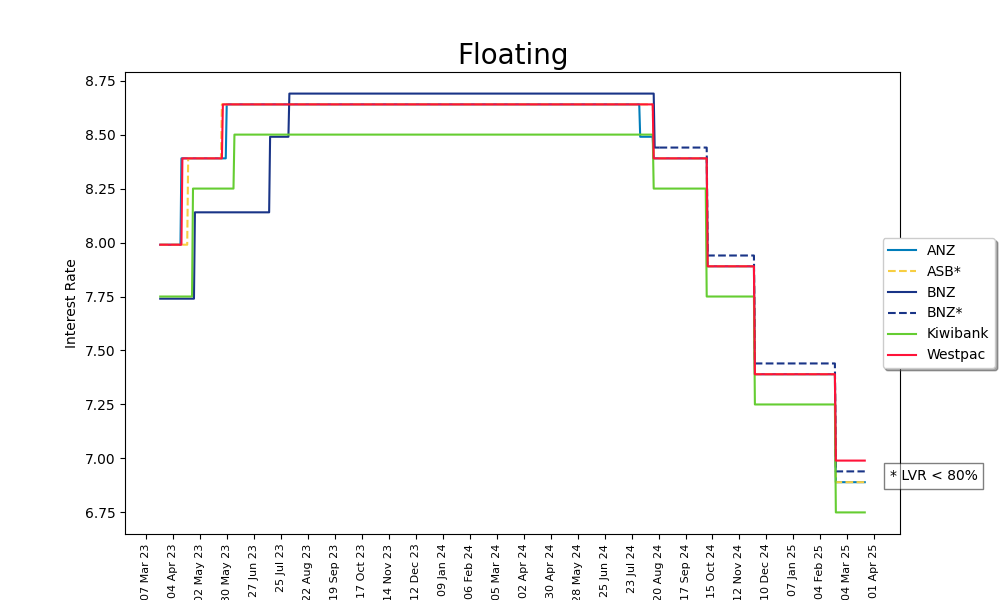 Floating
Interest Rate
8.75
8.50
8.25
8.00
7.75
7.50
7.25
7.00
6.75
ANZ
ASB*
BNZ
BNZ*
Kiwibank
Westpac
* LVR < 80%
07 Mar 23
04 Apr 23
02 May 23
30 May 23
27 Jun 23
25 Jul 23
22 Aug 23
19 Sep 23
17 Oct 23
14 Nov 23
12 Dec 23
09 Jan 24
06 Feb 24
05 Mar 24
02 Apr 24
30 Apr 24
28 May 24
25 Jun 24
23 Jul 24
20 Aug 24
17 Sep 24
15 Oct 24
12 Nov 24
10 Dec 24
07 Jan 25
04 Feb 25
04 Mar 25
01 Apr 25